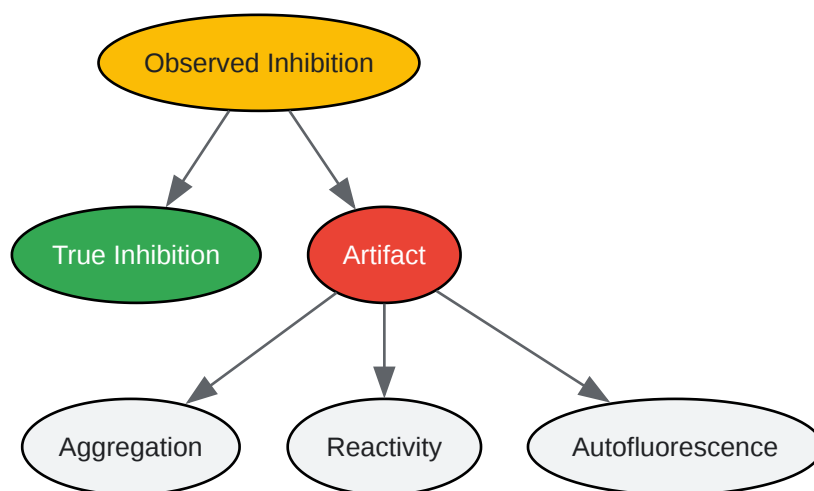 Observed Inhibition
True Inhibition
Artifact
Aggregation
Reactivity
Autofluorescence